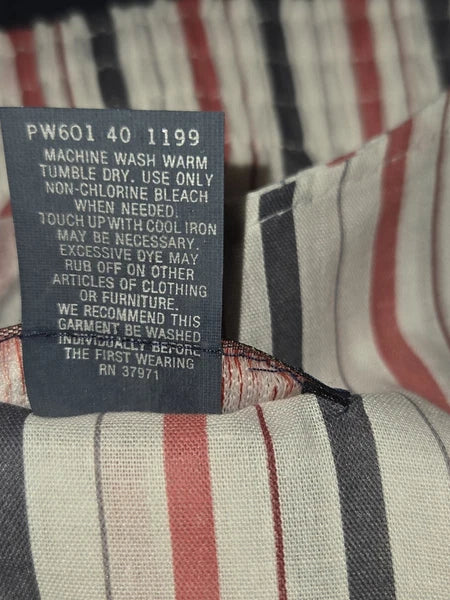 PW601 40 1199
MACHINE WASH WARM
TUMBLE DRY. USE ONLY
NON-CHLORINE BLEACH
WHEN NEEDED.
TOUCH UP WITH COOL IRON
MAY BE NECESSARY.
EXCESSIVE DYE MAY
RUB OFF ON OTHER
ARTICLES OF CLOTHING
OR FURNITURE.
WE RECOMMEND THIS
GARMENT BE WASHED
INDIVIDUALLY BEFORE
THE FIRST WEARING
RN 37971